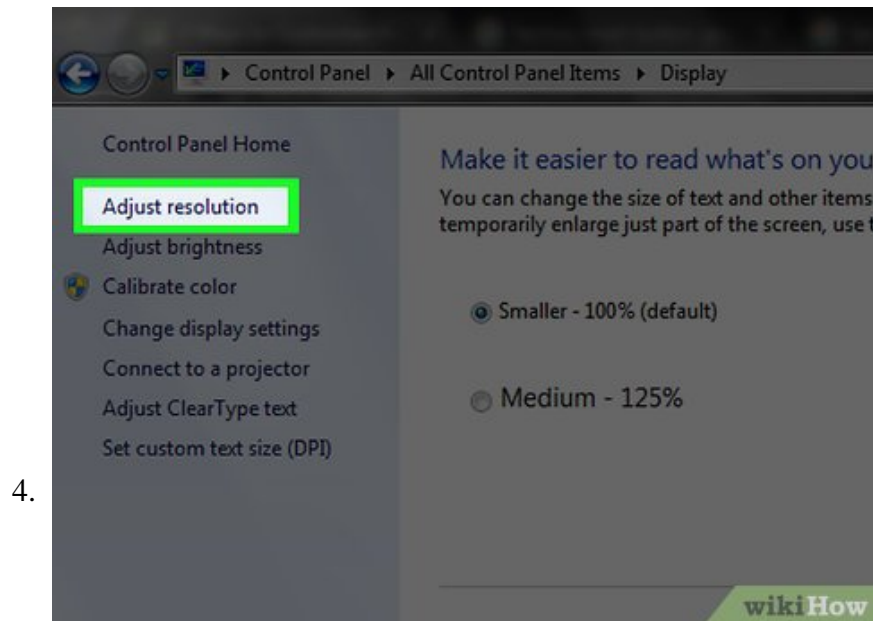 Control Panel ▸ All Control Panel Items ▸ Display
Control Panel Home
Adjust resolution
Adjust brightness
Calibrate color
Change display settings
Connect to a projector
Adjust ClearType text
Set custom text size (DPI)
Make it easier to read what's on you
You can change the size of text and other items
temporarily enlarge just part of the screen, use
Smaller - 100% (default)
Medium - 125%
4.
wikiHow